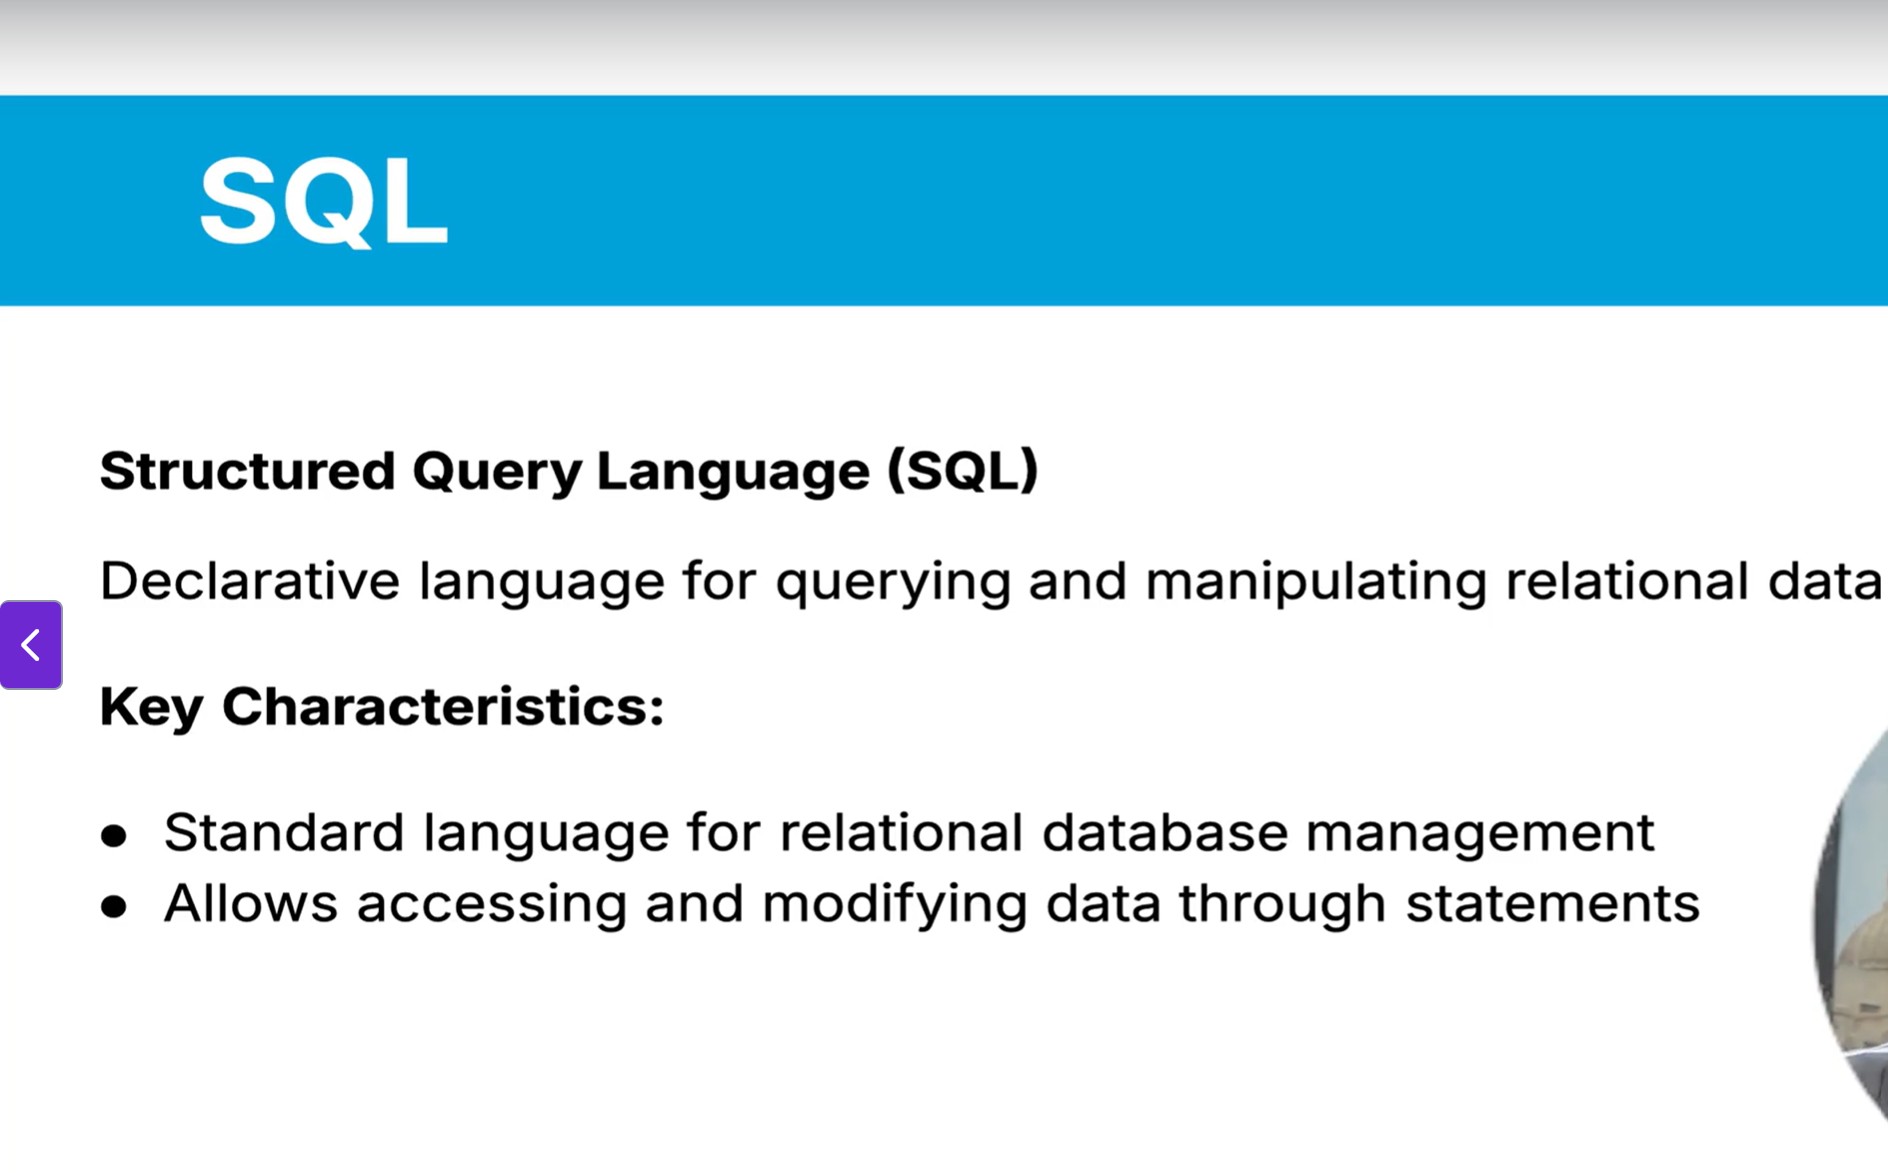 SQL
Structured Query Language (SQL)
Declarative language for querying and manipulating relational data
Key Characteristics:
● Standard language for relational database management
● Allows accessing and modifying data through statements